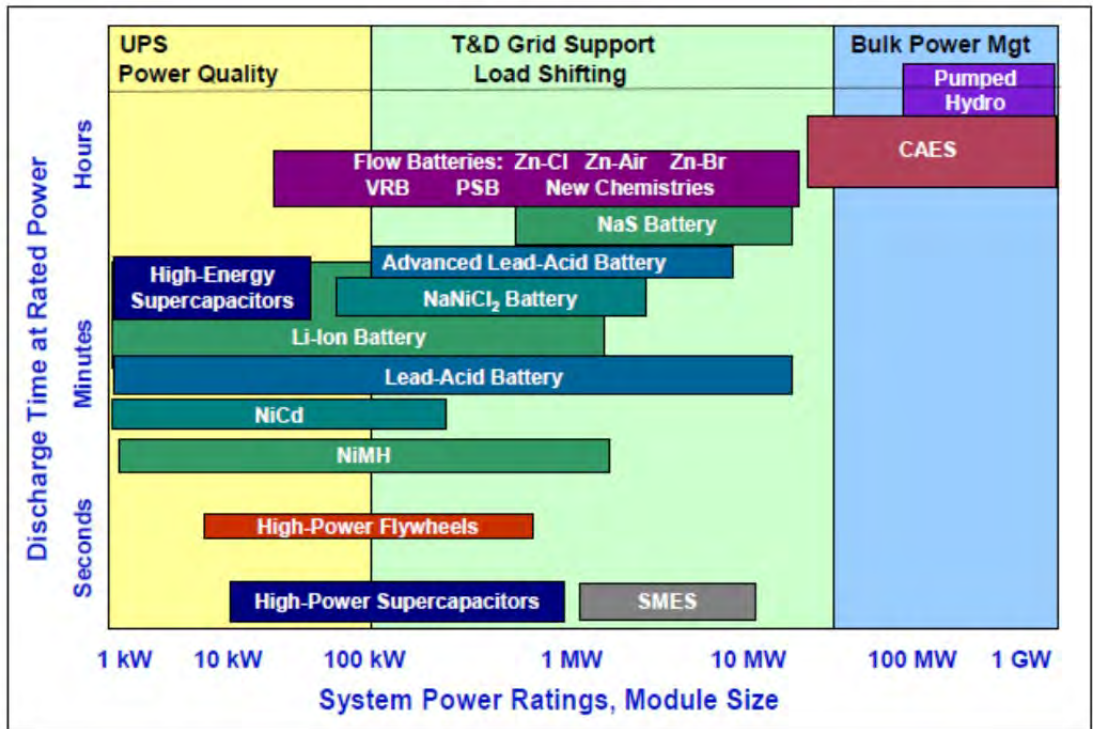 UPS
Power Quality
T&D Grid Support
Load Shifting
Bulk Power Mgt
Pumped
Hydro
CAES
Flow Batteries: Zn-Cl Zn-Air Zn-Br
VRB PSB New Chemistries
NaS Battery
Advanced Lead-Acid Battery
High-Energy
Supercapacitors
NaNiCl₂ Battery
Li-Ion Battery
Lead-Acid Battery
NiCd
NiMH
High-Power Flywheels
High-Power Supercapacitors
SMES
Discharge Time at Rated Power
Hours
Minutes
Seconds
1 kW 10 kW 100 kW 1 MW 10 MW 100 MW 1 GW
System Power Ratings, Module Size